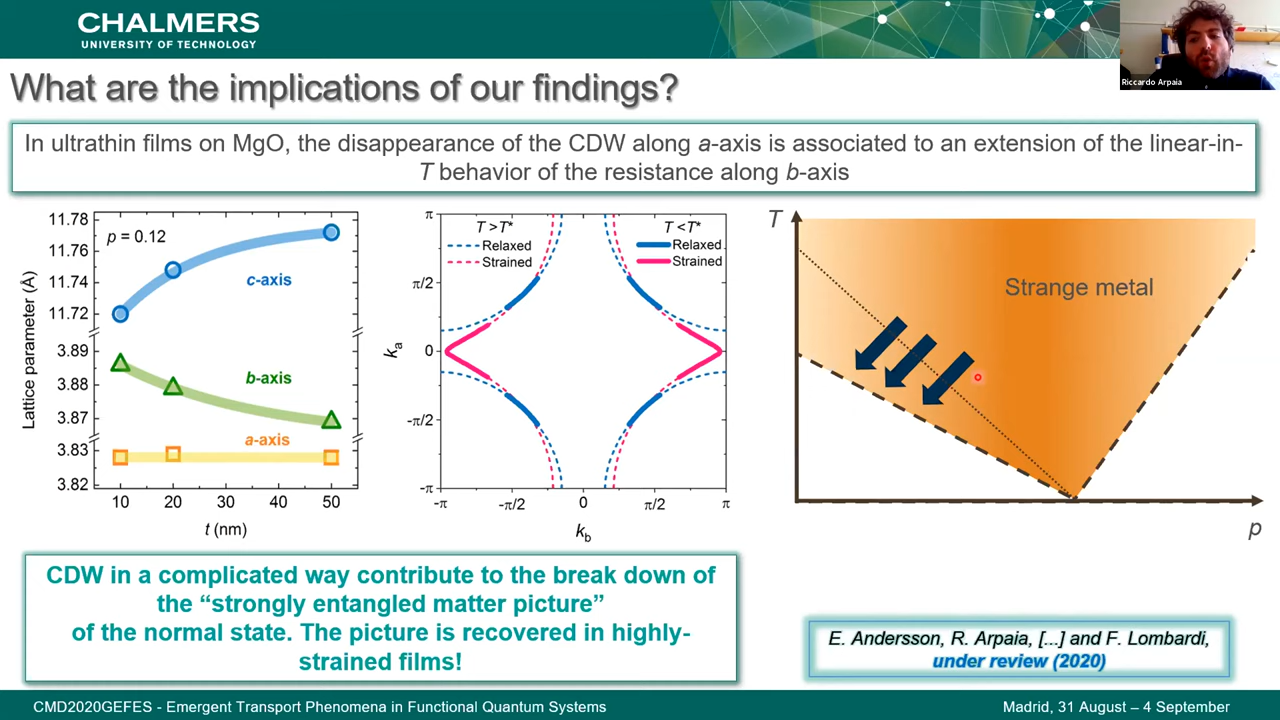 CHALMERS
UNIVERSITY OF TECHNOLOGY
Riccardo Arpaia
What are the implications of our findings?
In ultrathin films on MgO, the disappearance of the CDW along a-axis is associated to an extension of the linear-in-
T behavior of the resistance along b-axis
11.78
11.76
11.74
11.72
3.89
3.88
3.87
3.83
3.82
Lattice parameter (Å)
p = 0.12
c-axis
b-axis
a-axis
10 20 30 40 50
t (nm)
π
π/2
0
-π/2
-π
kₐ
T >T*
Relaxed
Strained
T <T*
Relaxed
Strained
-π -π/2 0 π/2 π
k_b
T
Strange metal
p
CDW in a complicated way contribute to the break down of
the “strongly entangled matter picture”
of the normal state. The picture is recovered in highly-
strained films!
E. Andersson, R. Arpaia, [...] and F. Lombardi,
under review (2020)
CMD2020GEFES - Emergent Transport Phenomena in Functional Quantum Systems
Madrid, 31 August – 4 September